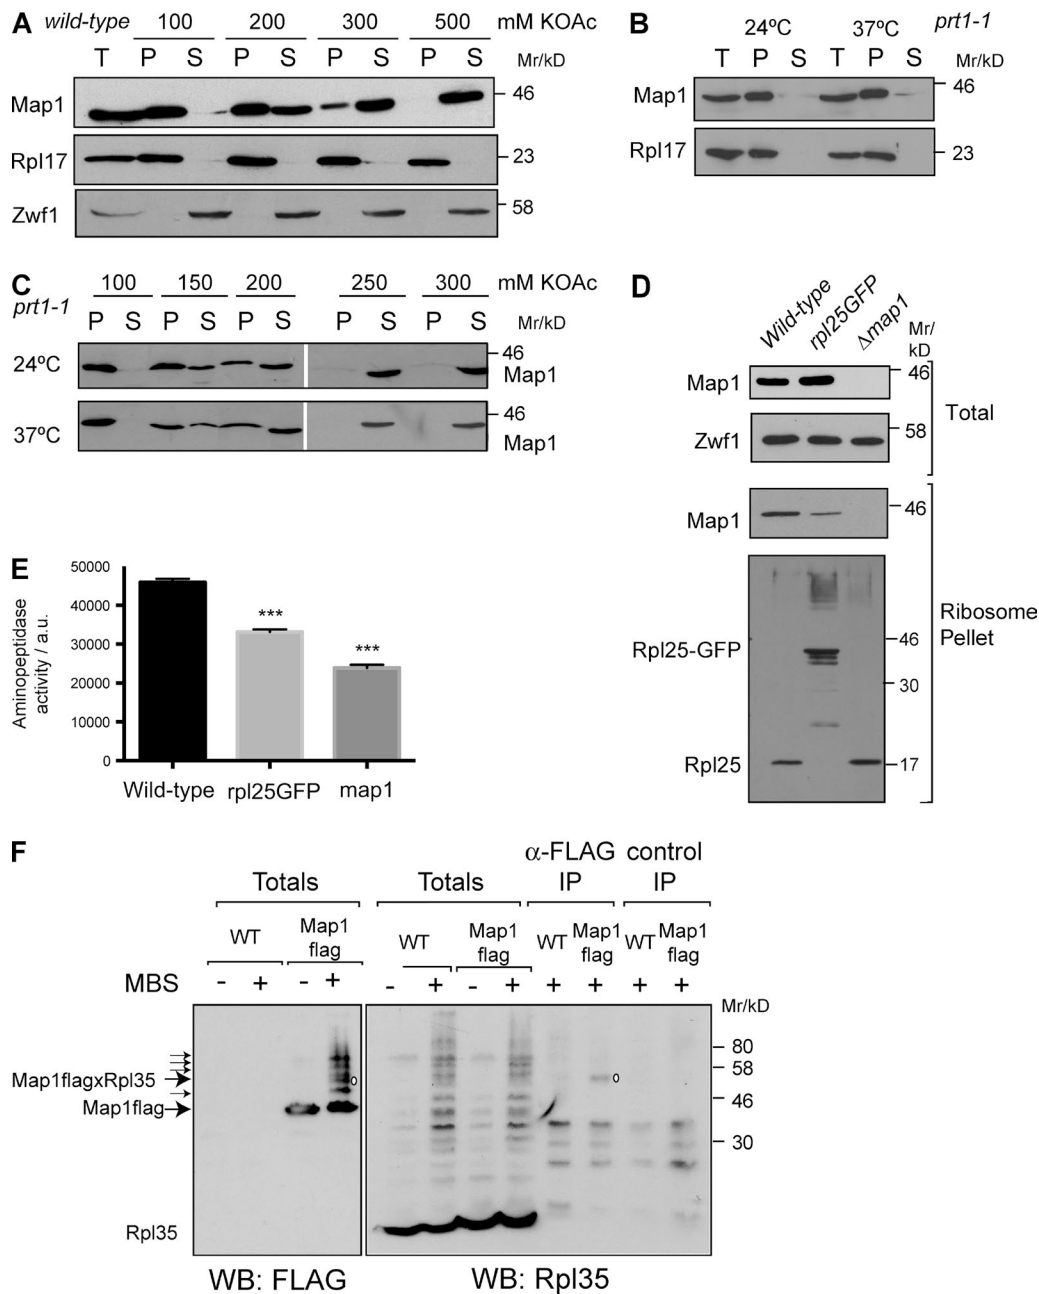 A
wild-type 100 200 300 500 mM KOAc
T P S P S P S P S Mr/kD
Map1 46
Rpl17 23
Zwf1 58
B
24ºC 37ºC prt1-1
T P S T P S Mr/kD
Map1 46
Rpl17 23
C
100 150 200 250 300 mM KOAc
prt1-1
P S P S P S P S P S Mr/kD
24ºC 46 Map1
37ºC 46 Map1
D
Wild-type rpl25GFP Δmap1 Mr/
kD
Map1 46
Zwf1 58
Total
Map1 46
Rpl25-GFP 46
30
Rpl25 17
Ribosome
Pellet
E
Aminopeptidase
activity / a.u.
50000
40000
30000
20000
10000
0
***
***
Wild-type rpl25GFP map1
F
α-FLAG control
Totals Totals IP IP
WT Map1
flag
WT Map1
flag
WT Map1
flag
WT Map1
flag
MBS - + - + - + - + + + + +
Mr/kD
80
58
46
30
Map1flagxRpl35
Map1flag
Rpl35
WB: FLAG WB: Rpl35